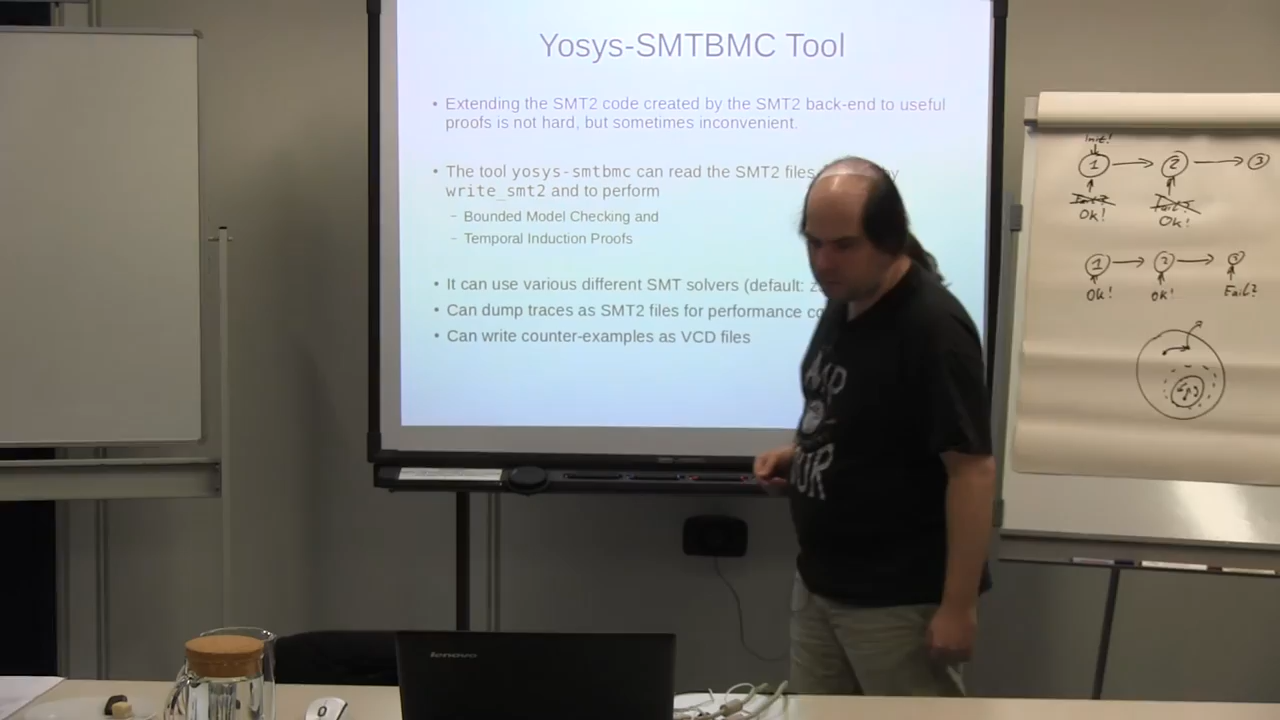 Yosys-SMTBMC Tool
• Extending the SMT2 code created by the SMT2 back-end to useful
proofs is not hard, but sometimes inconvenient.
• The tool yosys-smtbmc can read the SMT2 files
write_smt2 and to perform
– Bounded Model Checking and
– Temporal Induction Proofs
• It can use various different SMT solvers (default:
• Can dump traces as SMT2 files for performance
• Can write counter-examples as VCD files
Init!
1 2 3
Ok! Ok!
1 2
Ok! Ok! Fail?
lenovo